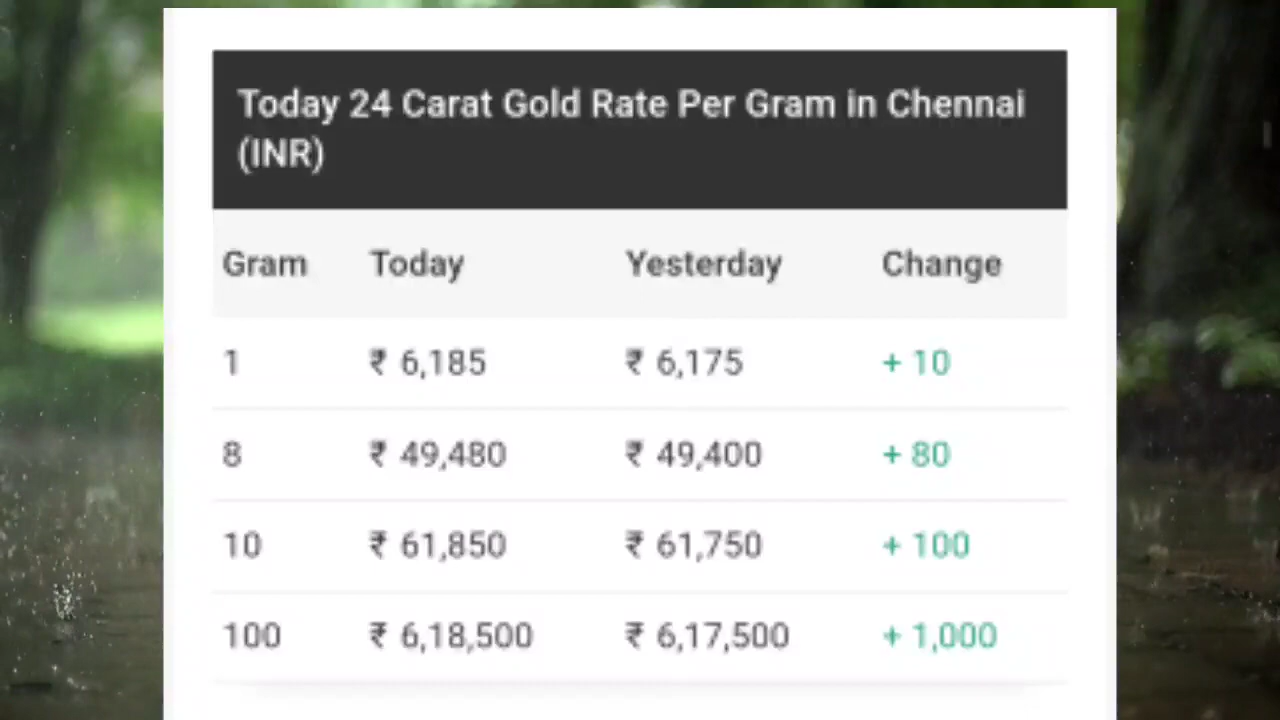 Today 24 Carat Gold Rate Per Gram in Chennai
(INR)
Gram Today Yesterday Change
1 ₹ 6,185 ₹ 6,175 + 10
8 ₹ 49,480 ₹ 49,400 + 80
10 ₹ 61,850 ₹ 61,750 + 100
100 ₹ 6,18,500 ₹ 6,17,500 + 1,000